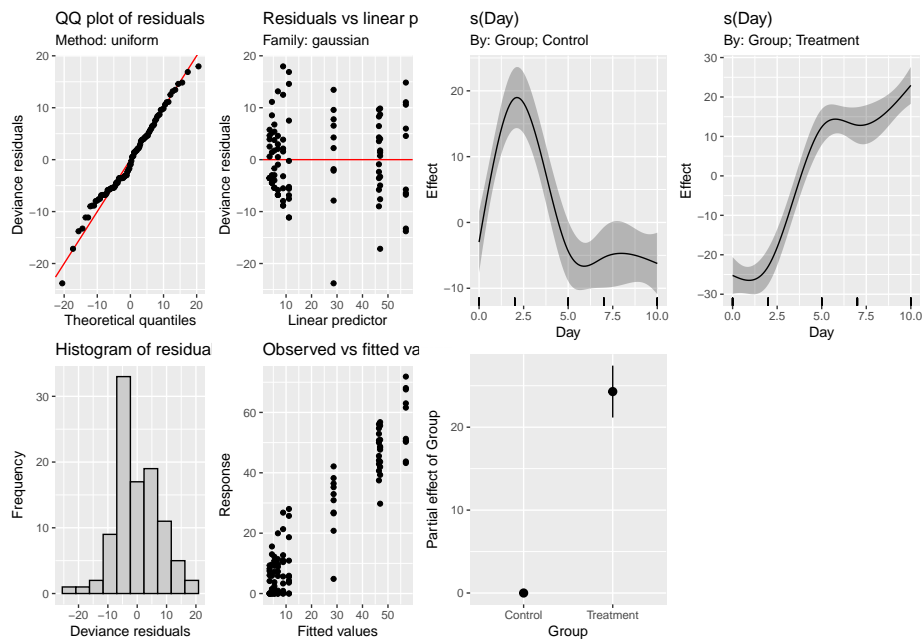 QQ plot of residuals
Method: uniform
20
10
0
−10
−20
−20
−10
0
10
20
Deviance residuals
Theoretical quantiles
Residuals vs linear p
Family: gaussian
20
10
0
−10
−20
10
20
30
40
50
Deviance residuals
Linear predictor
s(Day)
By: Group; Control
20
10
0
−10
0.0
2.5
5.0
7.5
10.0
Effect
Day
s(Day)
By: Group; Treatment
30
20
10
0
−10
−20
−30
0.0
2.5
5.0
7.5
10.0
Effect
Day
Histogram of residual
30
20
10
0
−20
−10
0
10
20
Frequency
Deviance residuals
Observed vs fitted va
60
40
20
0
10
20
30
40
50
Response
Fitted values
20
10
0
Control
Treatment
Partial effect of Group
Group